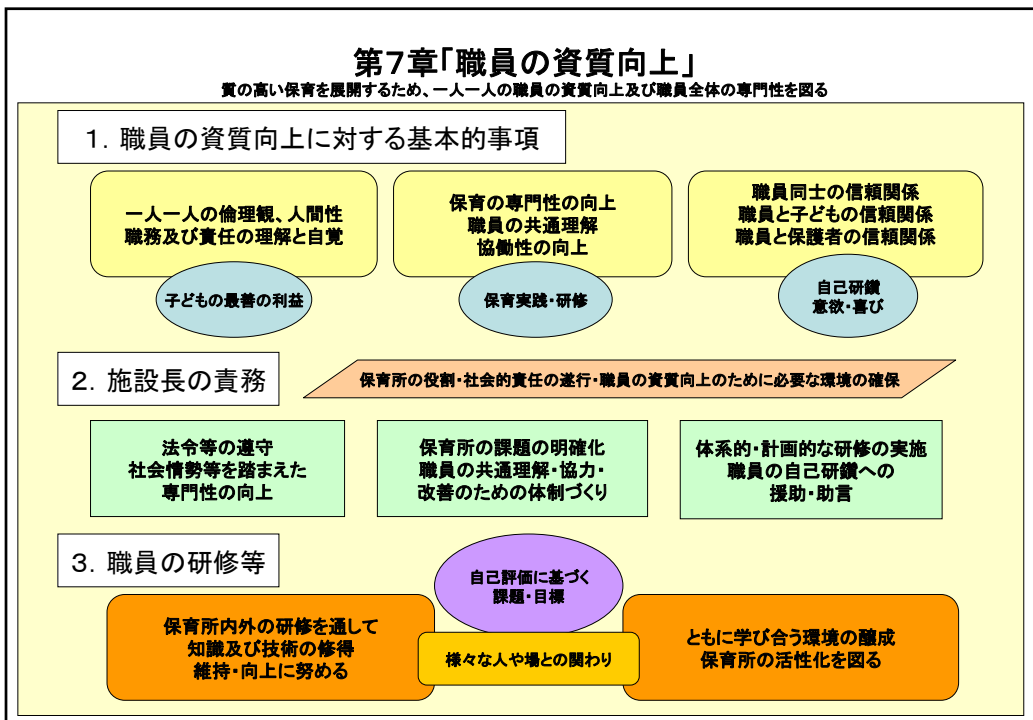 第7章「職員の資質向上」
質の高い保育を展開するため、一人一人の職員の資質向上及び職員全体の専門性を図る
1．職員の資質向上に対する基本的事項
一人一人の倫理観、人間性
職務及び責任の理解と自覚
保育の専門性の向上
職員の共通理解
協働性の向上
職員同士の信頼関係
職員と子どもの信頼関係
職員と保護者の信頼関係
子どもの最善の利益
保育実践・研修
自己研鑽
意欲・喜び
2．施設長の責務
保育所の役割・社会的責任の遂行・職員の資質向上のために必要な環境の確保
法令等の遵守
社会情勢等を踏まえた
専門性の向上
保育所の課題の明確化
職員の共通理解・協力・
改善のための体制づくり
体系的・計画的な研修の実施
職員の自己研鑽への
援助・助言
3．職員の研修等
自己評価に基づく
課題・目標
保育所内外の研修を通して
知識及び技術の修得
維持・向上に努める
様々な人や場との関わり
ともに学び合う環境の醸成
保育所の活性化を図る